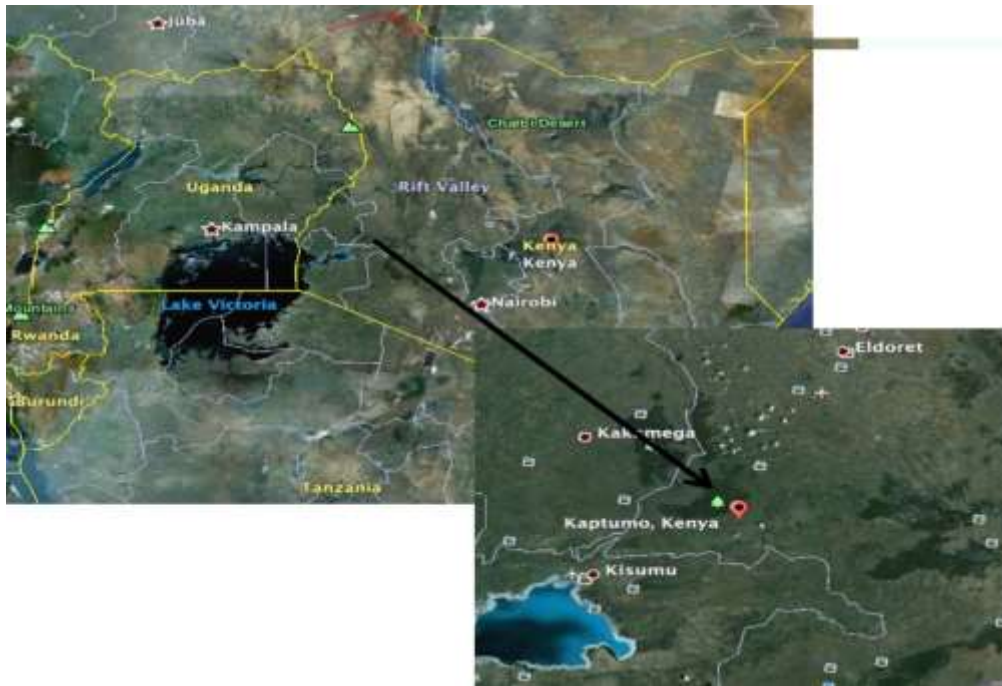 Juba
Chalbi Desert
Uganda
Rift Valley
Kampala
Kenya
Kenya
Lake Victoria
Nairobi
Mountains
Rwanda
Burundi
Tanzania
Eldoret
Kakamega
Kaptumo, Kenya
Kisumu